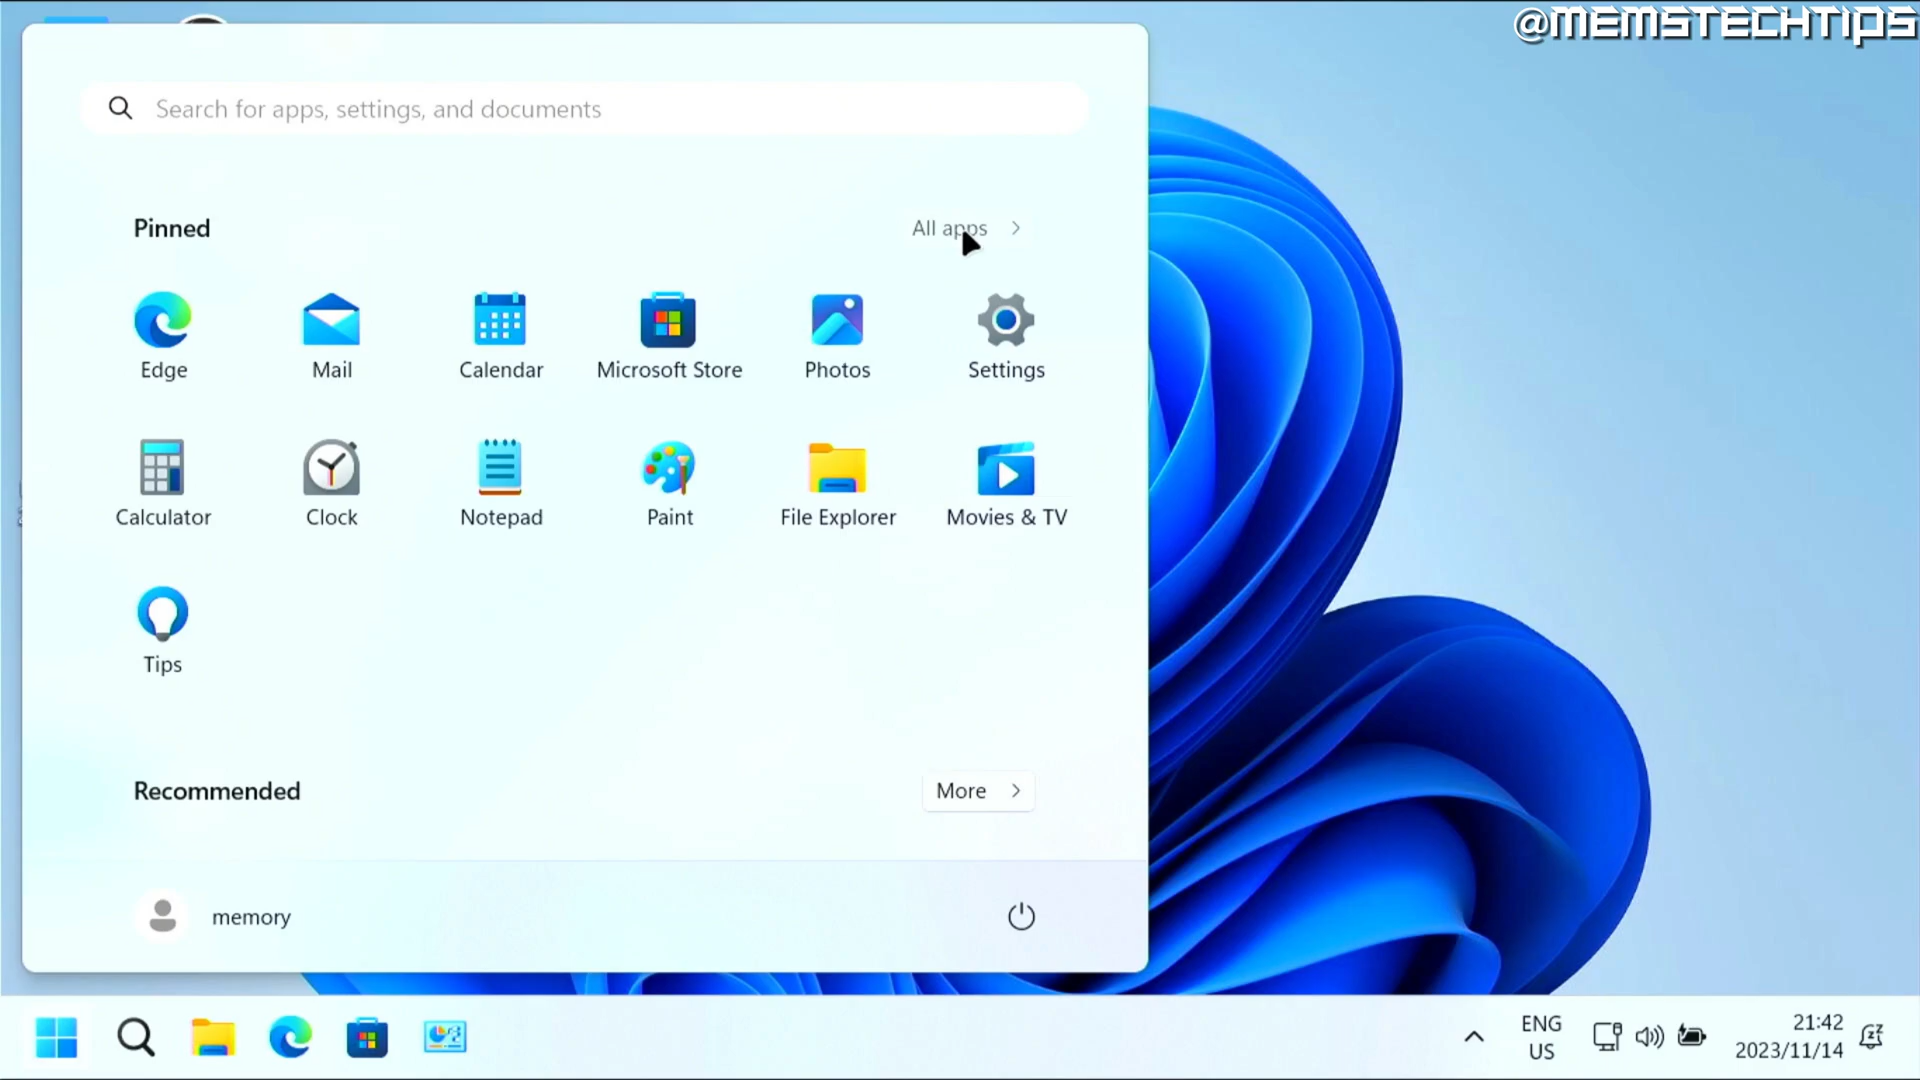 @MEMSTECHTIPS
Search for apps, settings, and documents
Pinned
All apps
Edge
Mail
Calendar
Microsoft Store
Photos
Settings
Calculator
Clock
Notepad
Paint
File Explorer
Movies & TV
Tips
Recommended
More
memory
ENG
US
21:42
2023/11/14